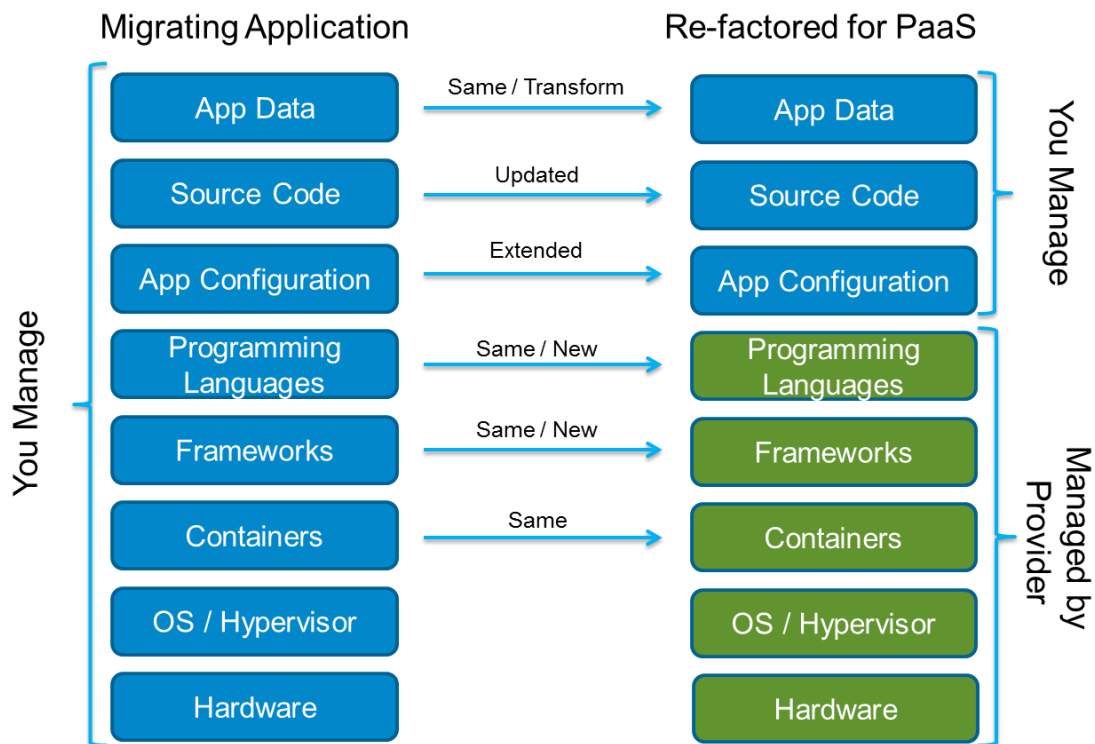 Migrating Application
Re-factored for PaaS
You Manage
App Data
Same / Transform
App Data
Source Code
Updated
Source Code
App Configuration
Extended
App Configuration
You Manage
Programming
Languages
Same / New
Programming
Languages
Frameworks
Same / New
Frameworks
Containers
Same
Containers
OS / Hypervisor
OS / Hypervisor
Hardware
Hardware
Managed by
Provider